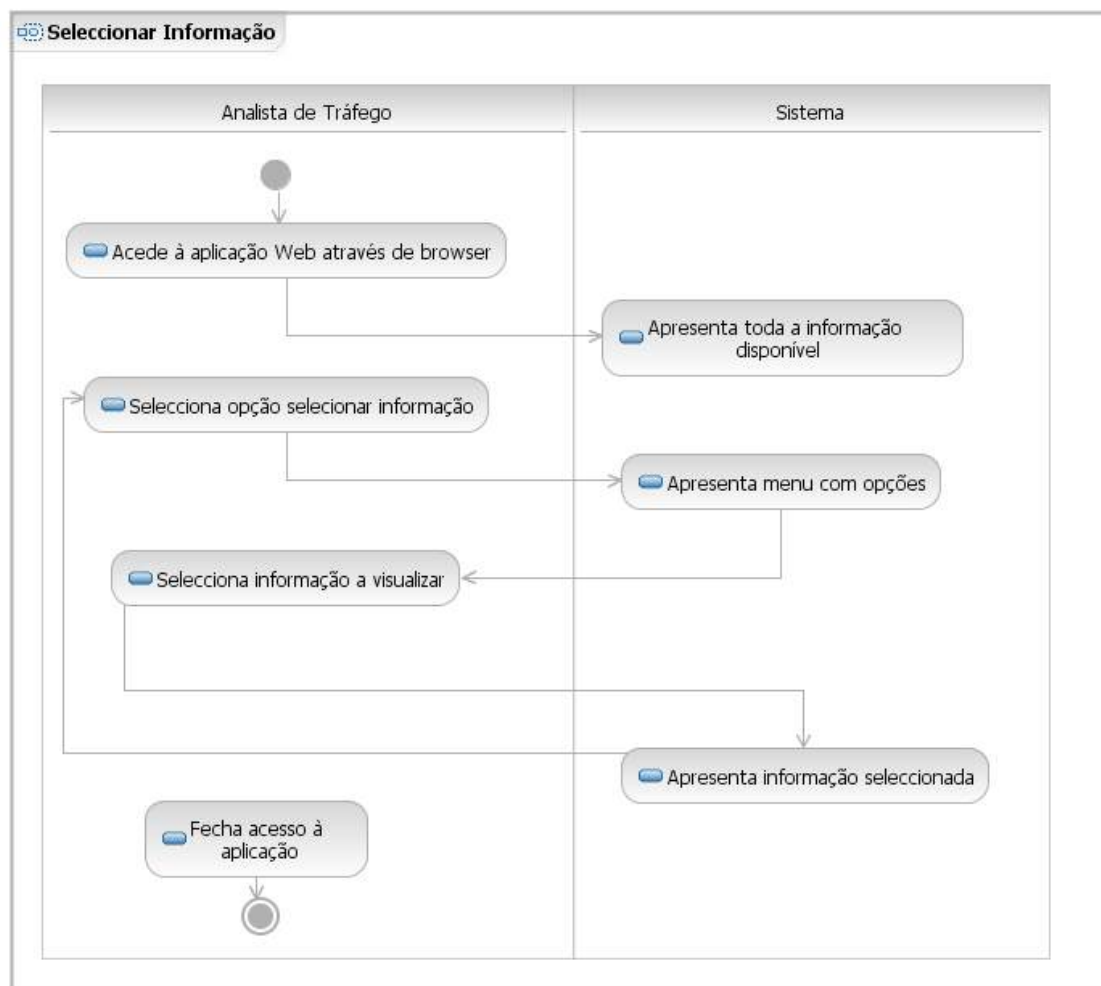 Seleccionar Informação
Analista de Tráfego
Sistema
Acede à aplicação Web através de browser
Apresenta toda a informação
disponível
Selecciona opção selecionar informação
Apresenta menu com opções
Selecciona informação a visualizar
Apresenta informação seleccionada
Fecha acesso à
aplicação